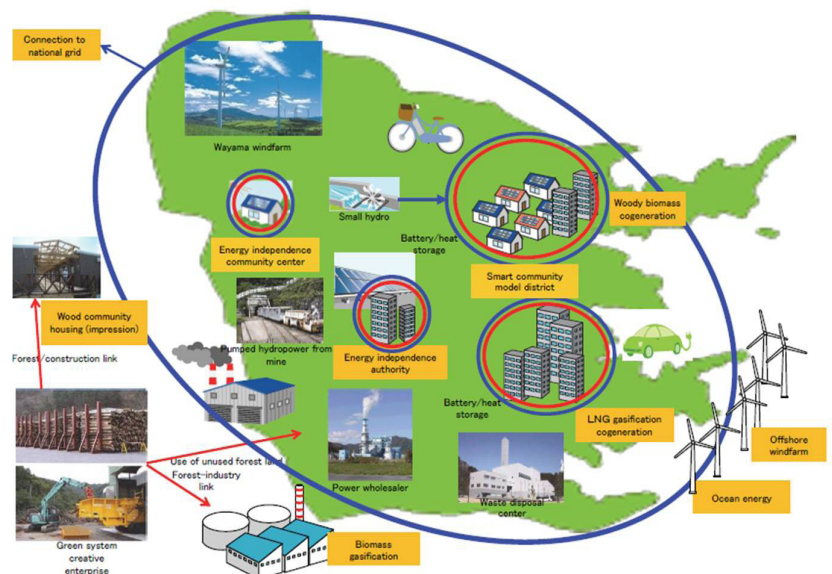 Connection to
national grid
Wayama windfarm
Small hydro
Woody biomass
cogeneration
Energy independence
community center
Battery/heat
storage
Smart community
model district
Wood community
housing (impression)
Forest/construction link
Pumped hydropower from
mine
Energy independence
authority
Battery/heat
storage
LNG gasification
cogeneration
Offshore
windfarm
Ocean energy
Use of unused forest land
Forest-industry
link
Power wholesaler
Waste disposal
center
Green system
creative
enterprise
Biomass
gasification